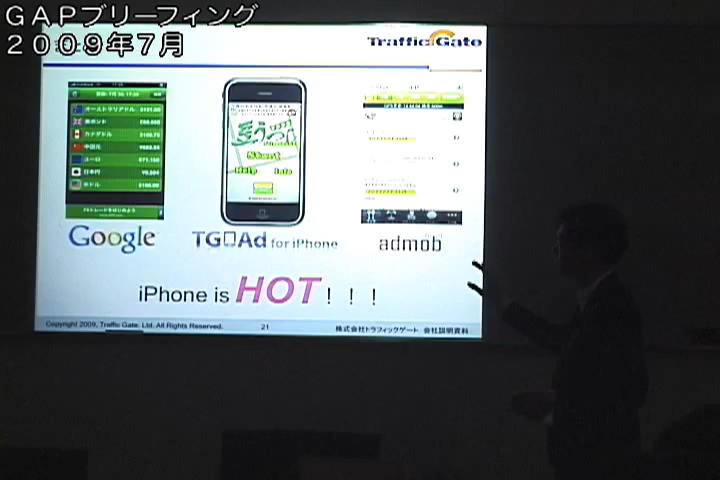 GAPブリーフィング
2009年7月
TrafficGate
オーストラリアドル
英ポンド
カナダドル
中国元
ユーロ
日本円
米ドル
Start
Help Info
Google
TG□Ad for iPhone
admob
iPhone is HOT!!!
Copyright 2009, Traffic Gate. Ltd. All Rights Reserved.
21
株式会社トラフィックゲート 会社説明資料